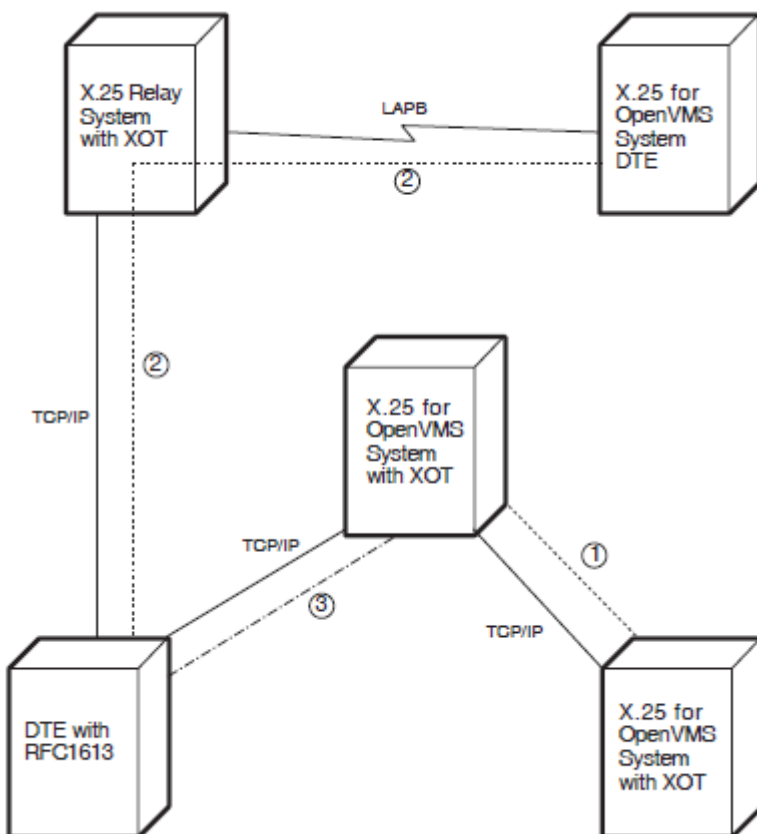 X.25 Relay
System
with XOT
LAPB
X.25 for
OpenVMS
System
DTE
②
②
TCP/IP
X.25 for
OpenVMS
System
with XOT
TCP/IP
③
①
TCP/IP
DTE with
RFC1613
X.25 for
OpenVMS
System
with XOT